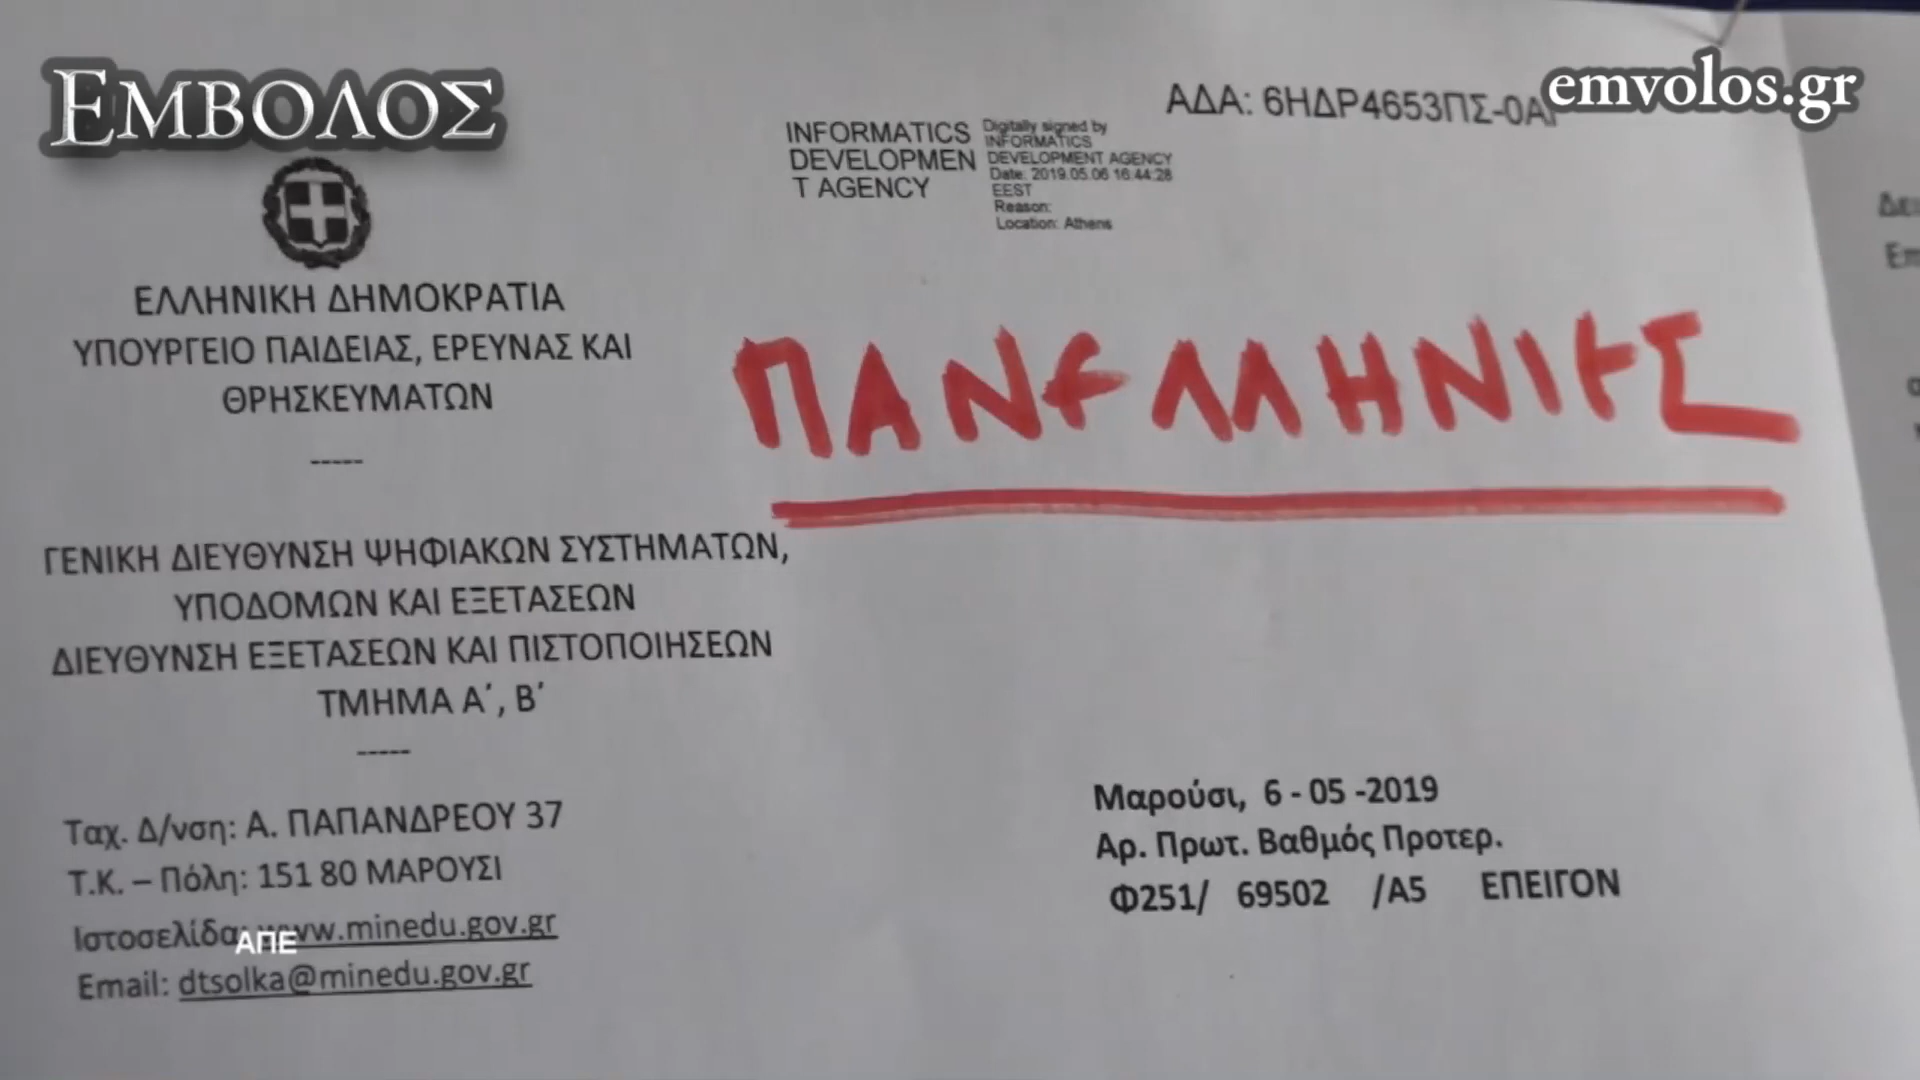 ΕΜΒΟΛΟΣ
emvolos.gr
ΑΔΑ: 6ΗΔΡ4653ΠΣ-0Α
INFORMATICS
DEVELOPMEN
T AGENCY
Digitally signed by
INFORMATICS
DEVELOPMENT AGENCY
Date: 2019.05.06 16:44:28
EEST
Reason:
Location: Athens
ΕΛΛΗΝΙΚΗ ΔΗΜΟΚΡΑΤΙΑ
ΥΠΟΥΡΓΕΙΟ ΠΑΙΔΕΙΑΣ, ΕΡΕΥΝΑΣ ΚΑΙ
ΘΡΗΣΚΕΥΜΑΤΩΝ
-----
ΠΑΝΕΛΛΗΝΙΕΣ
ΓΕΝΙΚΗ ΔΙΕΥΘΥΝΣΗ ΨΗΦΙΑΚΩΝ ΣΥΣΤΗΜΑΤΩΝ,
ΥΠΟΔΟΜΩΝ ΚΑΙ ΕΞΕΤΑΣΕΩΝ
ΔΙΕΥΘΥΝΣΗ ΕΞΕΤΑΣΕΩΝ ΚΑΙ ΠΙΣΤΟΠΟΙΗΣΕΩΝ
ΤΜΗΜΑ Α΄, Β΄
-----
Ταχ. Δ/νση: Α. ΠΑΠΑΝΔΡΕΟΥ 37
Τ.Κ. – Πόλη: 151 80 ΜΑΡΟΥΣΙ
Ιστοσελίδα: www.minedu.gov.gr
ΑΠΕ
Email: dtsolka@minedu.gov.gr
Μαρούσι, 6 - 05 -2019
Αρ. Πρωτ. Βαθμός Προτερ.
Φ251/ 69502 /Α5 ΕΠΕΙΓΟΝ